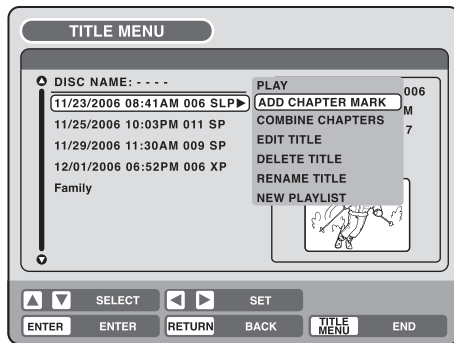 TITLE MENU
DISC NAME: - - - -
11/23/2006 08:41AM 006 SLP▶
11/25/2006 10:03PM 011 SP
11/29/2006 11:30AM 009 SP
12/01/2006 06:52PM 006 XP
Family
PLAY
ADD CHAPTER MARK
COMBINE CHAPTERS
EDIT TITLE
DELETE TITLE
RENAME TITLE
NEW PLAYLIST
006
M
7
SELECT
SET
ENTER ENTER
RETURN BACK
TITLE MENU END